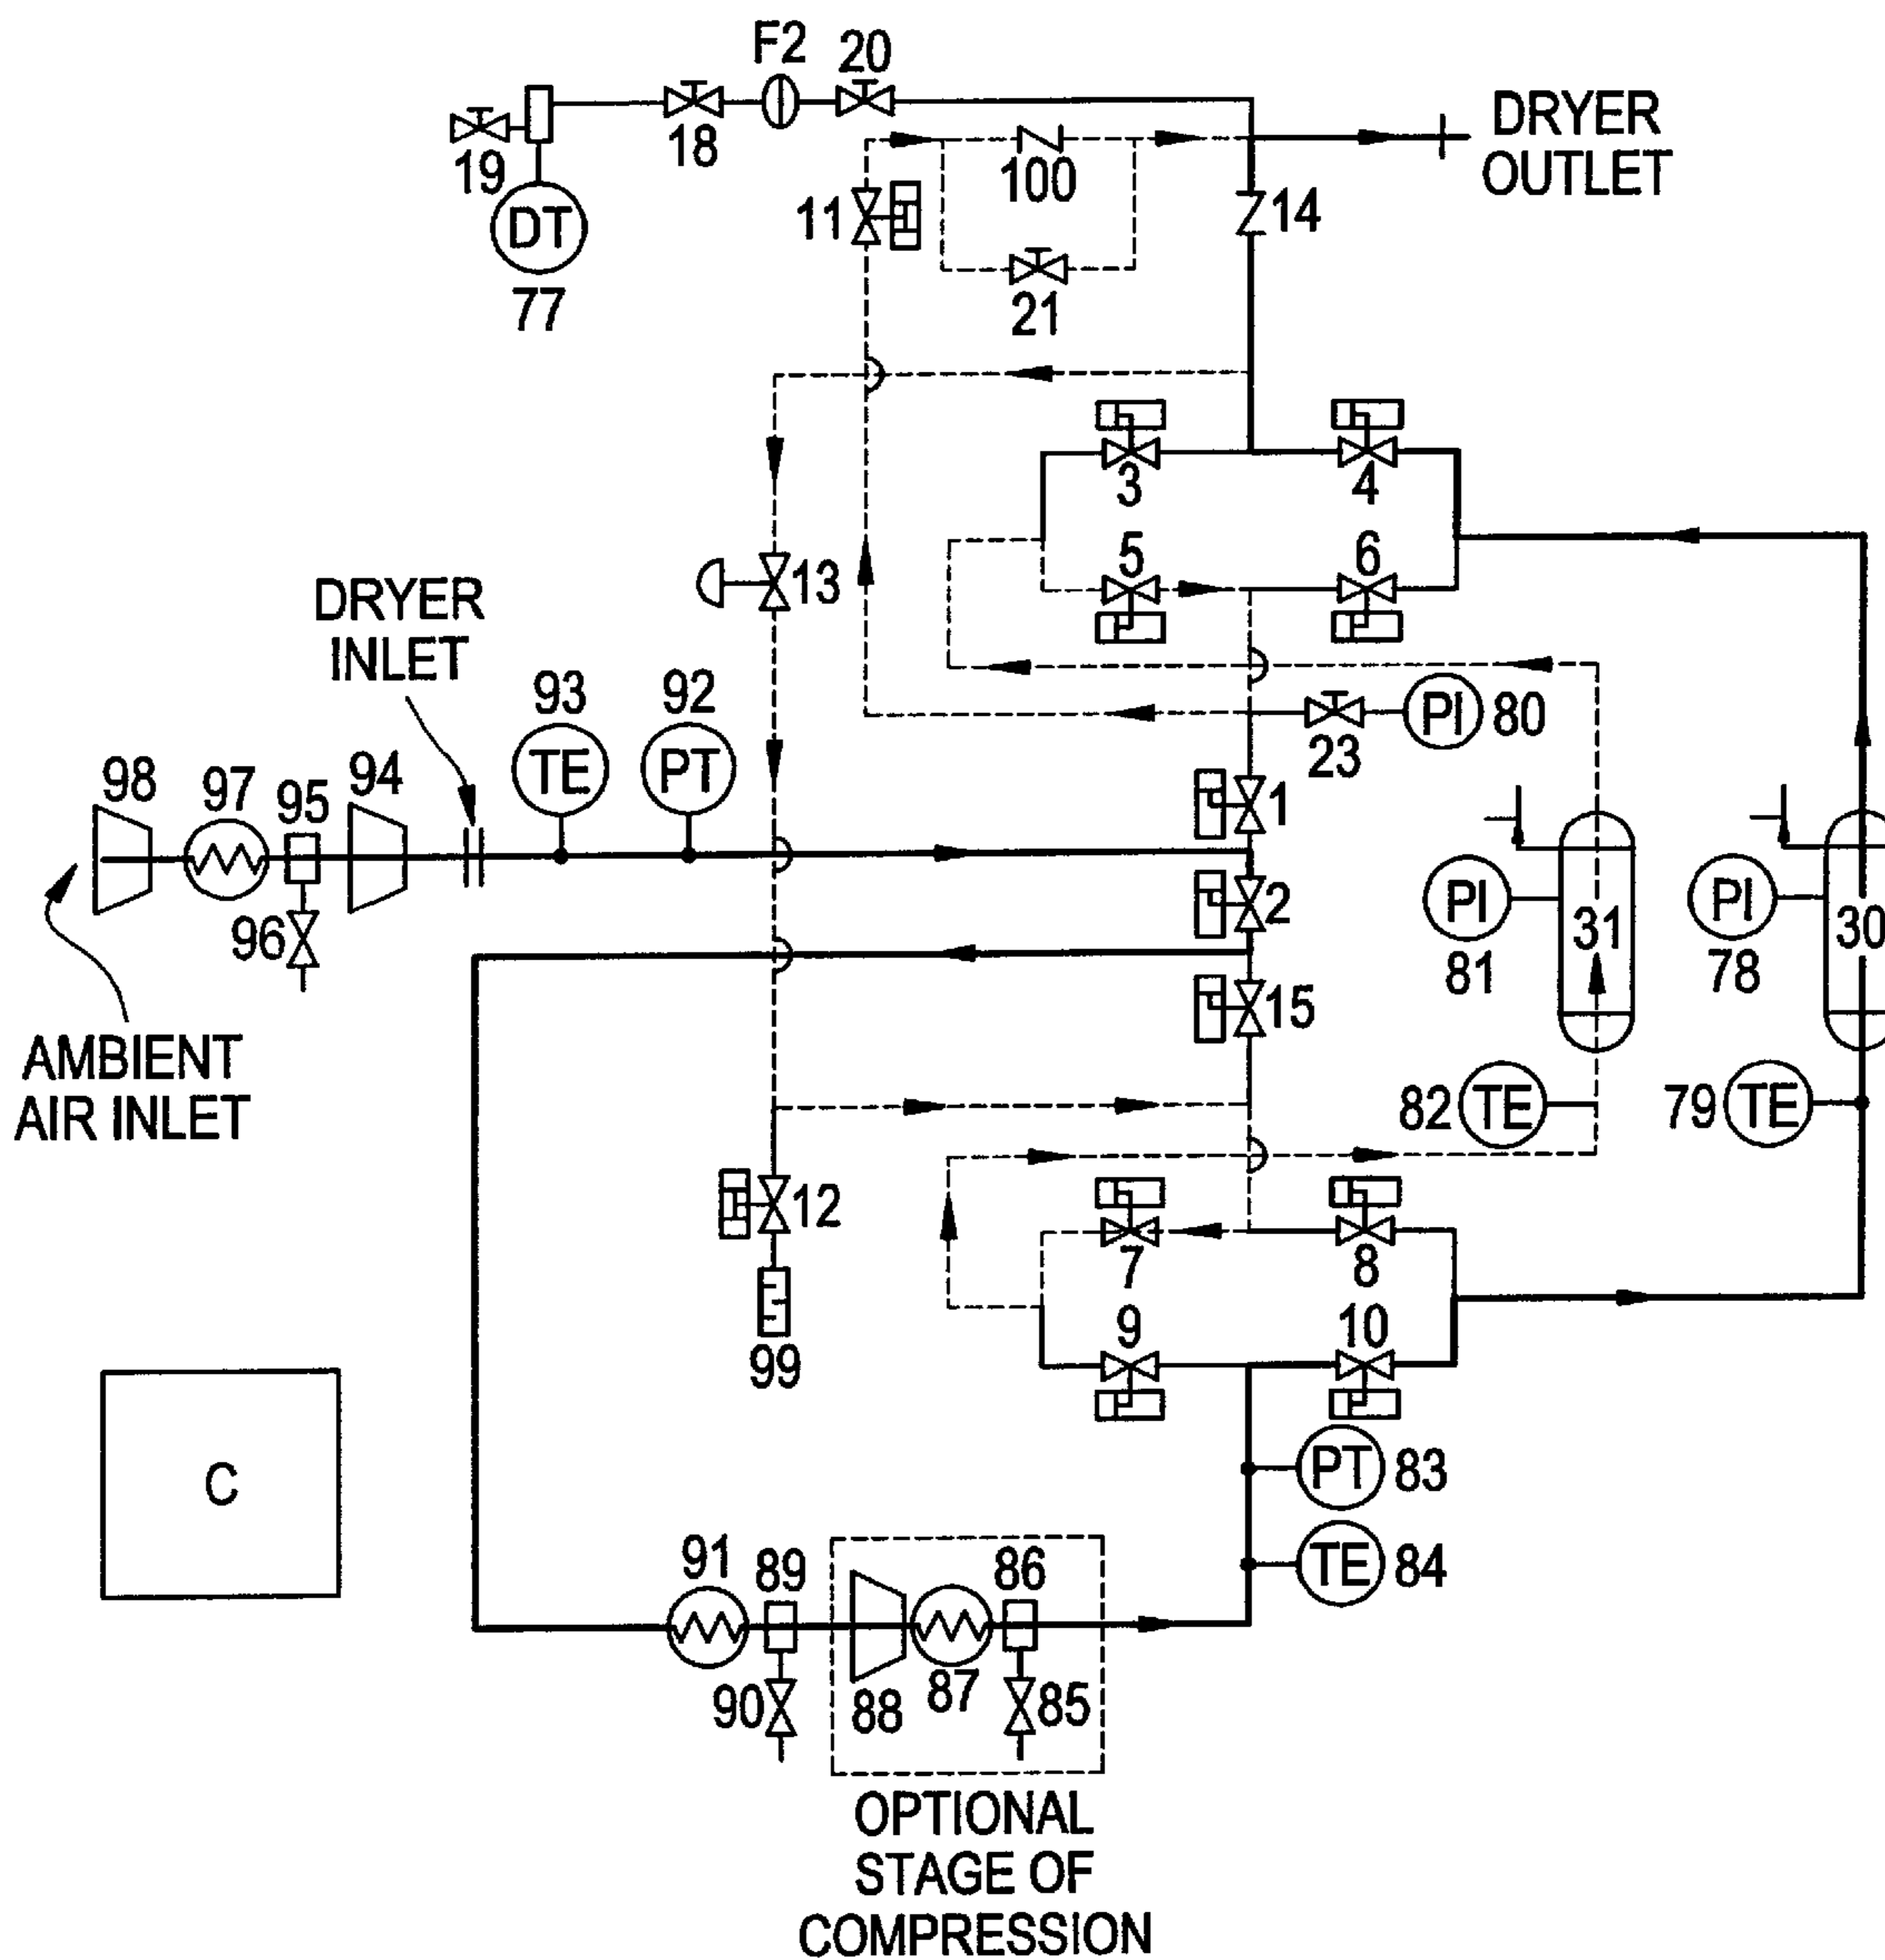 F2
20
18
19
DT
77
DRYER
OUTLET
100
11
14
21
3
4
5
6
13
DRYER
INLET
93
92
TE
PT
PI
80
23
98
97
95
94
1
2
96
PI
81
31
PI
78
30
15
AMBIENT
AIR INLET
82
TE
79
TE
12
7
8
9
10
99
C
PT
83
TE
84
91
89
86
90
88
87
85
OPTIONAL
STAGE OF
COMPRESSION